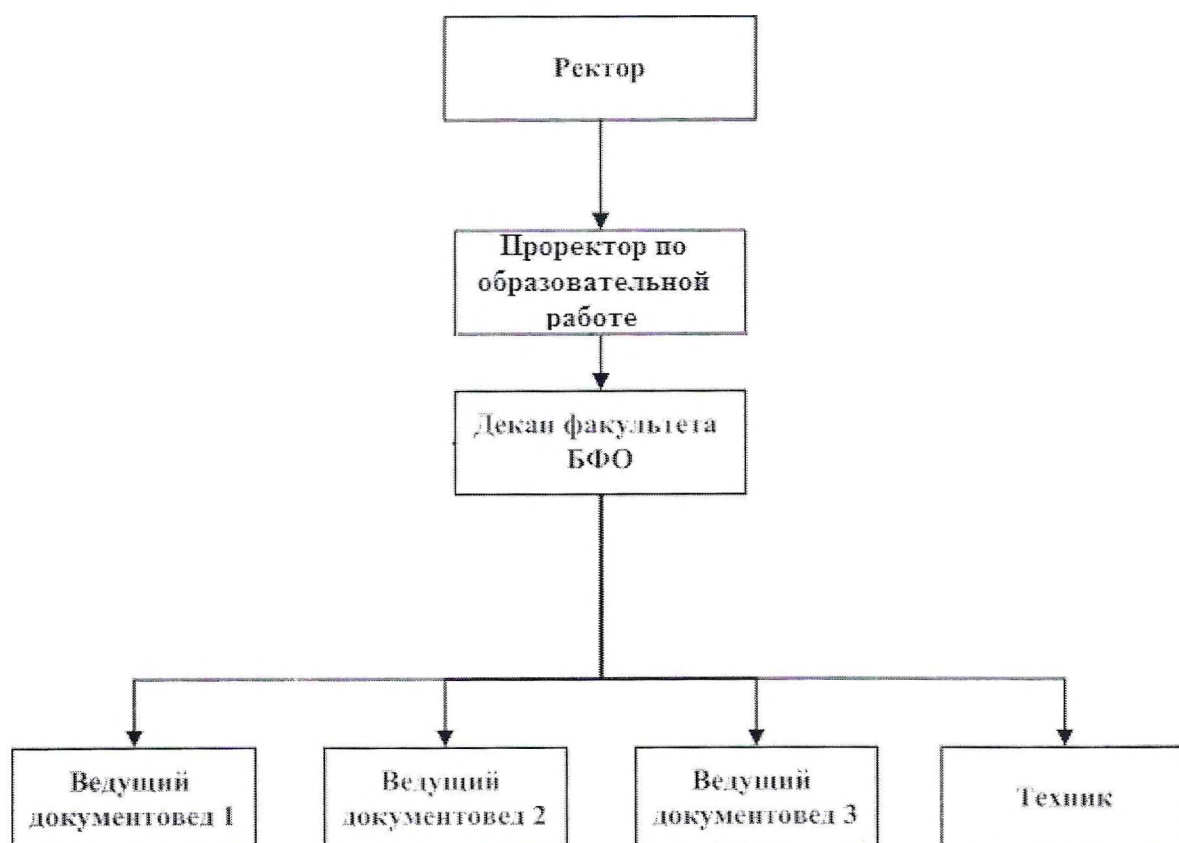 Ректор
Проректор по
образовательной
работе
Декан факультета
БФО
Ведущий
документовед 1
Ведущий
документовед 2
Ведущий
документовед 3
Техник